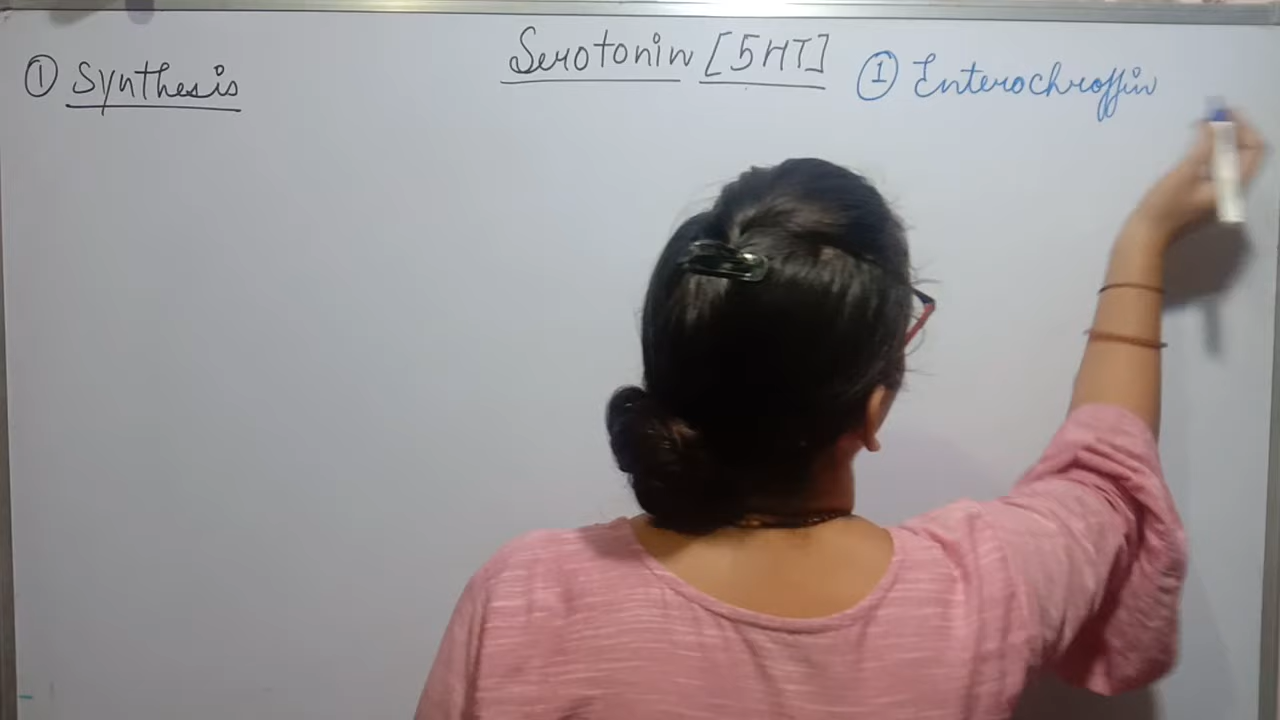 Serotonin [5HT]
① Synthesis
① Enterochroffin